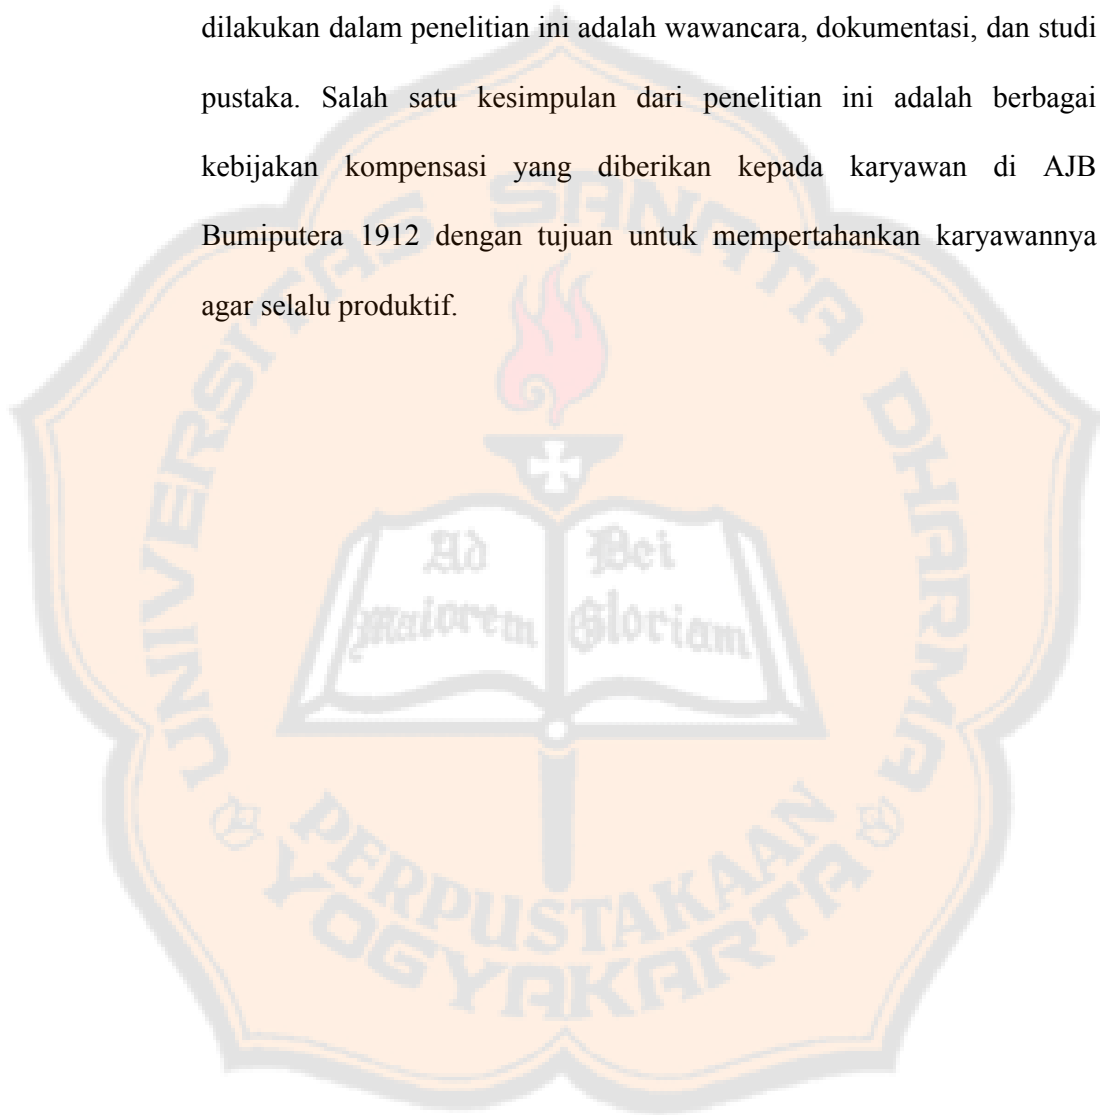 dilakukan dalam penelitian ini adalah wawancara, dokumentasi, dan studi
pustaka. Salah satu kesimpulan dari penelitian ini adalah berbagai
kebijakan kompensasi yang diberikan kepada karyawan di AJB
Bumiputera 1912 dengan tujuan untuk mempertahankan karyawannya
agar selalu produktif.
UNIVERSITAS SANATA DHARMA
Ad Dei
maiorem Gloriam
PERPUSTAKAAN
YOGYAKARTA